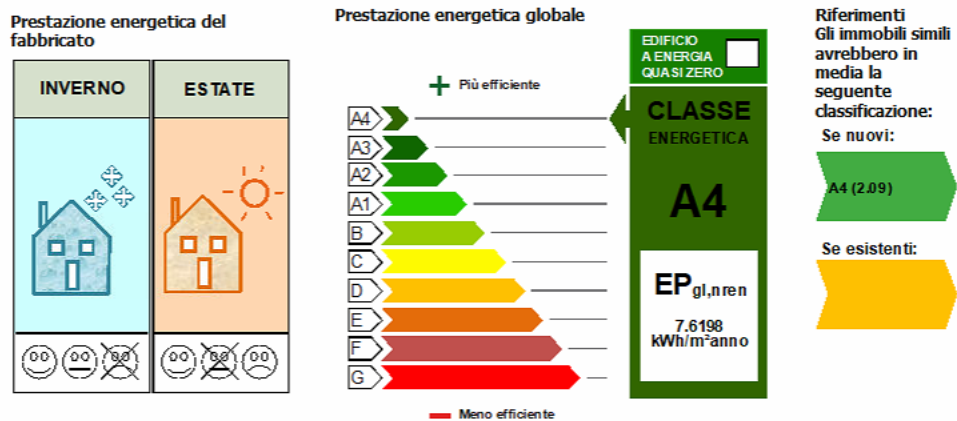 Prestazione energetica del
fabbricato
INVERNO
ESTATE
Prestazione energetica globale
Più efficiente
A4
A3
A2
A1
B
C
D
E
F
G
Meno efficiente
EDIFICIO
A ENERGIA
QUASI ZERO
CLASSE
ENERGETICA
A4
EPgl,nren
7.6198
kWh/m²anno
Riferimenti
Gli immobili simili
avrebbero in
media la
seguente
classificazione:
Se nuovi:
A4 (2.09)
Se esistenti: